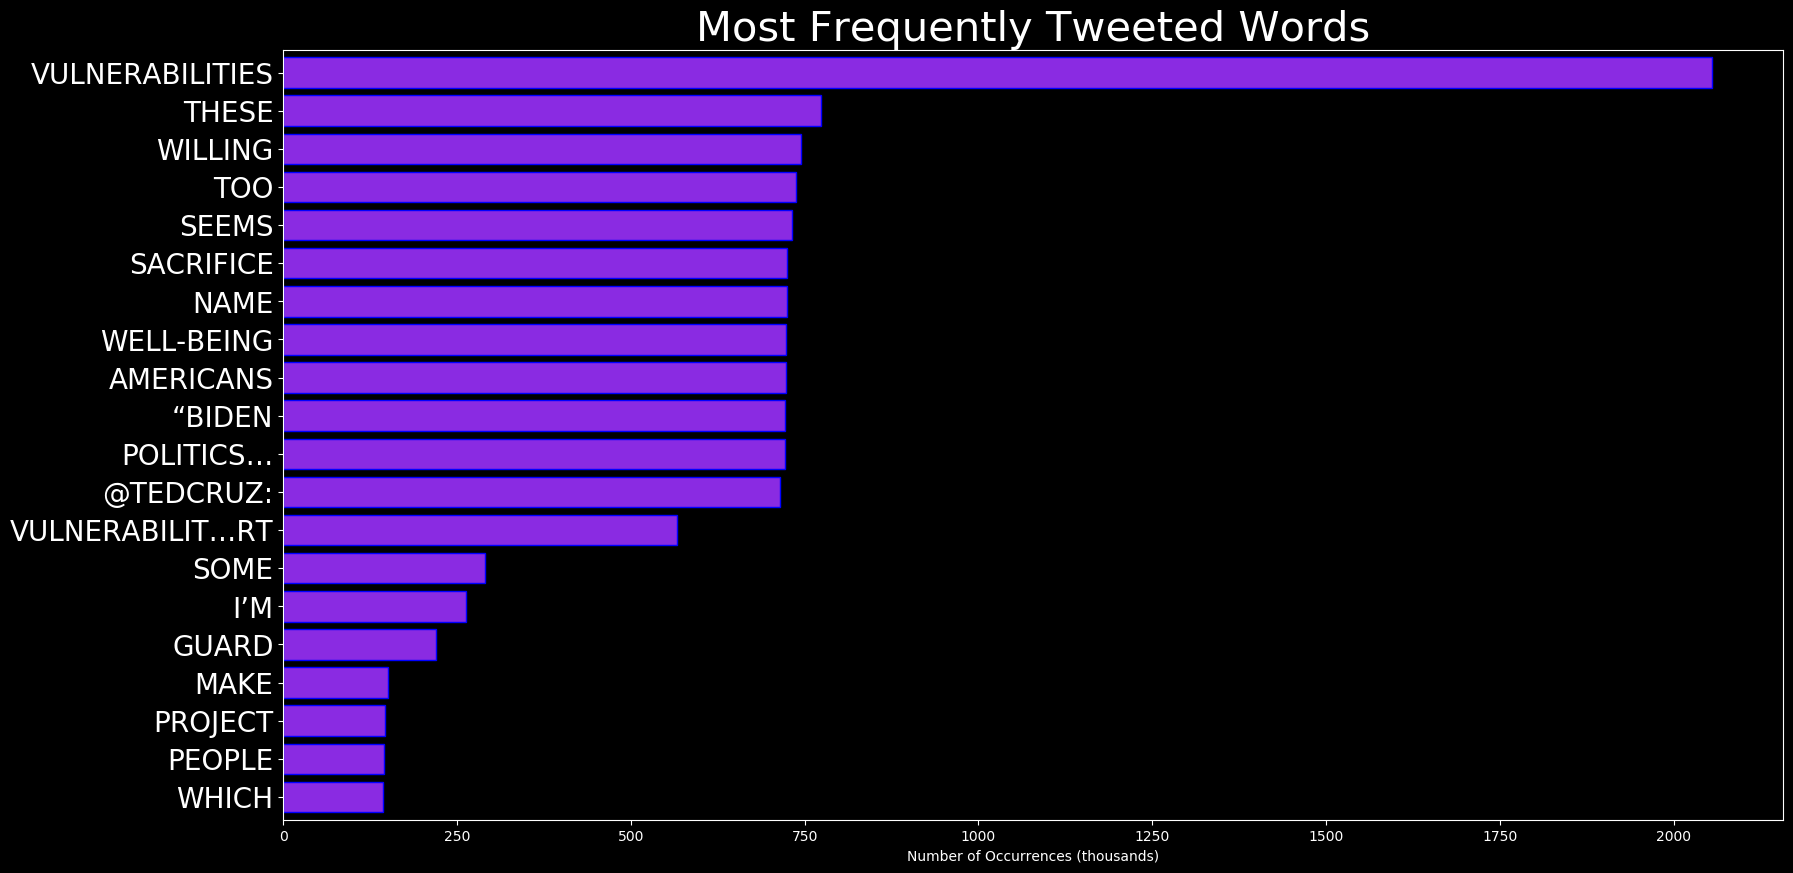 Most Frequently Tweeted Words
VULNERABILITIES
THESE
WILLING
TOO
SEEMS
SACRIFICE
NAME
WELL-BEING
AMERICANS
“BIDEN
POLITICS…
@TEDCRUZ:
VULNERABILIT…RT
SOME
I’M
GUARD
MAKE
PROJECT
PEOPLE
WHICH
0 250 500 750 1000 1250 1500 1750 2000
Number of Occurrences (thousands)